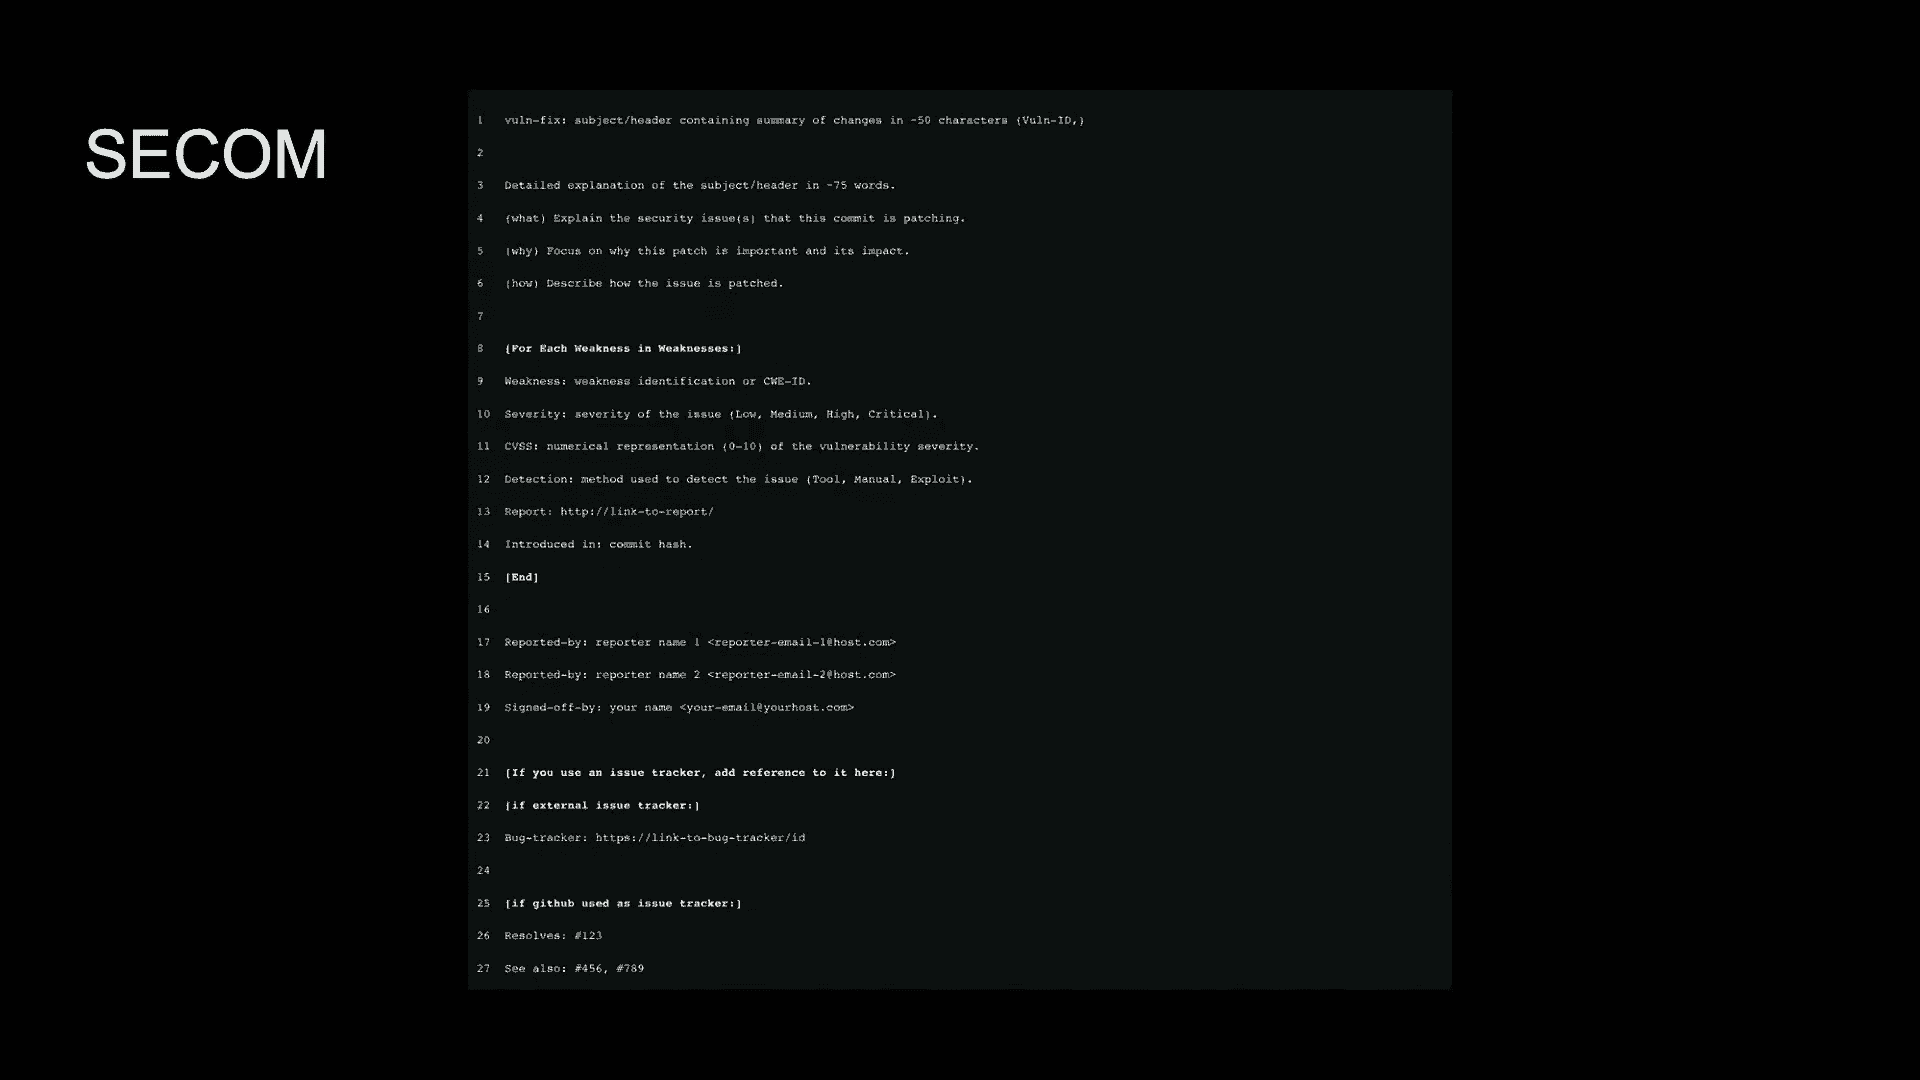 SECOM
1 vuln-fix: subject/header containing summary of changes in ~50 characters (Vuln-ID,)
2
3 Detailed explanation of the subject/header in ~75 words.
4 (what) Explain the security issue(s) that this commit is patching.
5 (why) Focus on why this patch is important and its impact.
6 (how) Describe how the issue is patched.
7
8 [For Each Weakness in Weaknesses:]
9 Weakness: weakness identification or CWE-ID.
10 Severity: severity of the issue (Low, Medium, High, Critical).
11 CVSS: numerical representation (0-10) of the vulnerability severity.
12 Detection: method used to detect the issue (Tool, Manual, Exploit).
13 Report: http://link-to-report/
14 Introduced in: commit hash.
15 [End]
16
17 Reported-by: reporter name 1 <reporter-email-1@host.com>
18 Reported-by: reporter name 2 <reporter-email-2@host.com>
19 Signed-off-by: your name <your-email@yourhost.com>
20
21 [If you use an issue tracker, add reference to it here:]
22 [if external issue tracker:]
23 Bug-tracker: https://link-to-bug-tracker/id
24
25 [if github used as issue tracker:]
26 Resolves: #123
27 See also: #456, #789